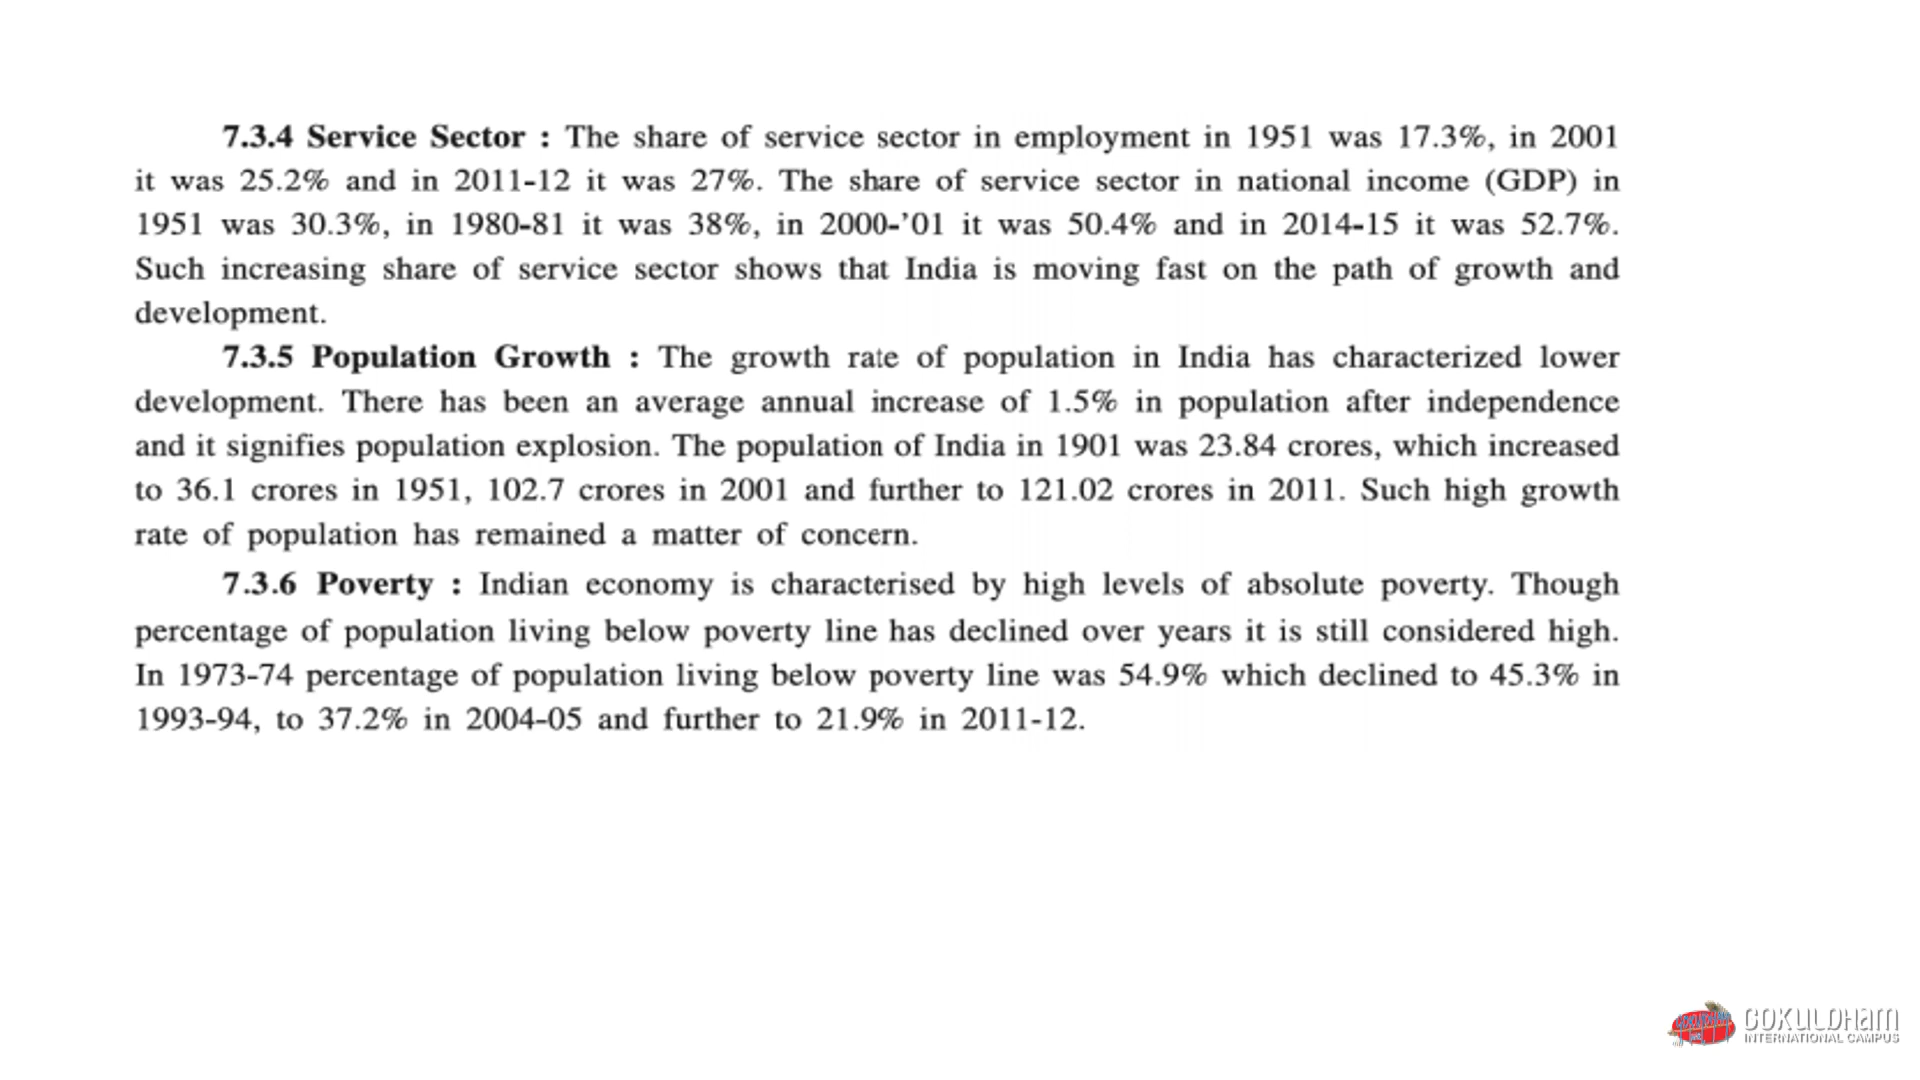 7.3.4 Service Sector : The share of service sector in employment in 1951 was 17.3%, in 2001
it was 25.2% and in 2011-12 it was 27%. The share of service sector in national income (GDP) in
1951 was 30.3%, in 1980-81 it was 38%, in 2000-’01 it was 50.4% and in 2014-15 it was 52.7%.
Such increasing share of service sector shows that India is moving fast on the path of growth and
development.
7.3.5 Population Growth : The growth rate of population in India has characterized lower
development. There has been an average annual increase of 1.5% in population after independence
and it signifies population explosion. The population of India in 1901 was 23.84 crores, which increased
to 36.1 crores in 1951, 102.7 crores in 2001 and further to 121.02 crores in 2011. Such high growth
rate of population has remained a matter of concern.
7.3.6 Poverty : Indian economy is characterised by high levels of absolute poverty. Though
percentage of population living below poverty line has declined over years it is still considered high.
In 1973-74 percentage of population living below poverty line was 54.9% which declined to 45.3% in
1993-94, to 37.2% in 2004-05 and further to 21.9% in 2011-12.
GOKULDHam
INTERNATIONAL CAMPUS